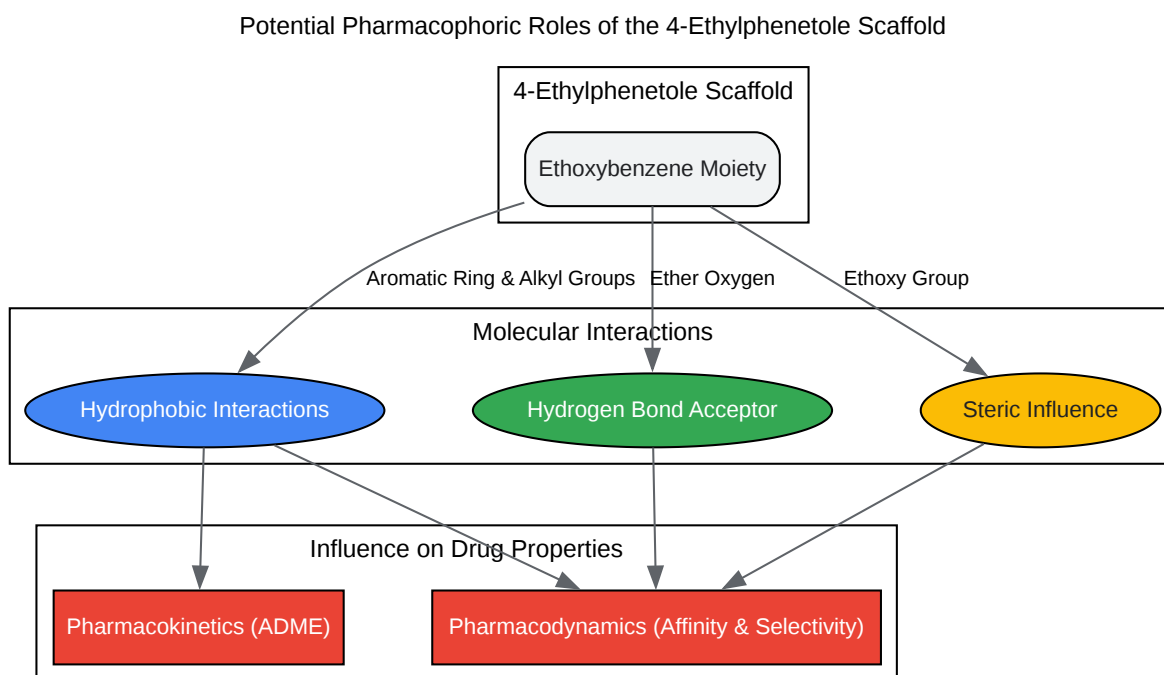 Potential Pharmacophoric Roles of the 4-Ethylphenetole Scaffold
4-Ethylphenetole Scaffold
Ethoxybenzene Moiety
Aromatic Ring & Alkyl Groups
Ether Oxygen
Ethoxy Group
Molecular Interactions
Hydrophobic Interactions
Hydrogen Bond Acceptor
Steric Influence
Influence on Drug Properties
Pharmacokinetics (ADME)
Pharmacodynamics (Affinity & Selectivity)